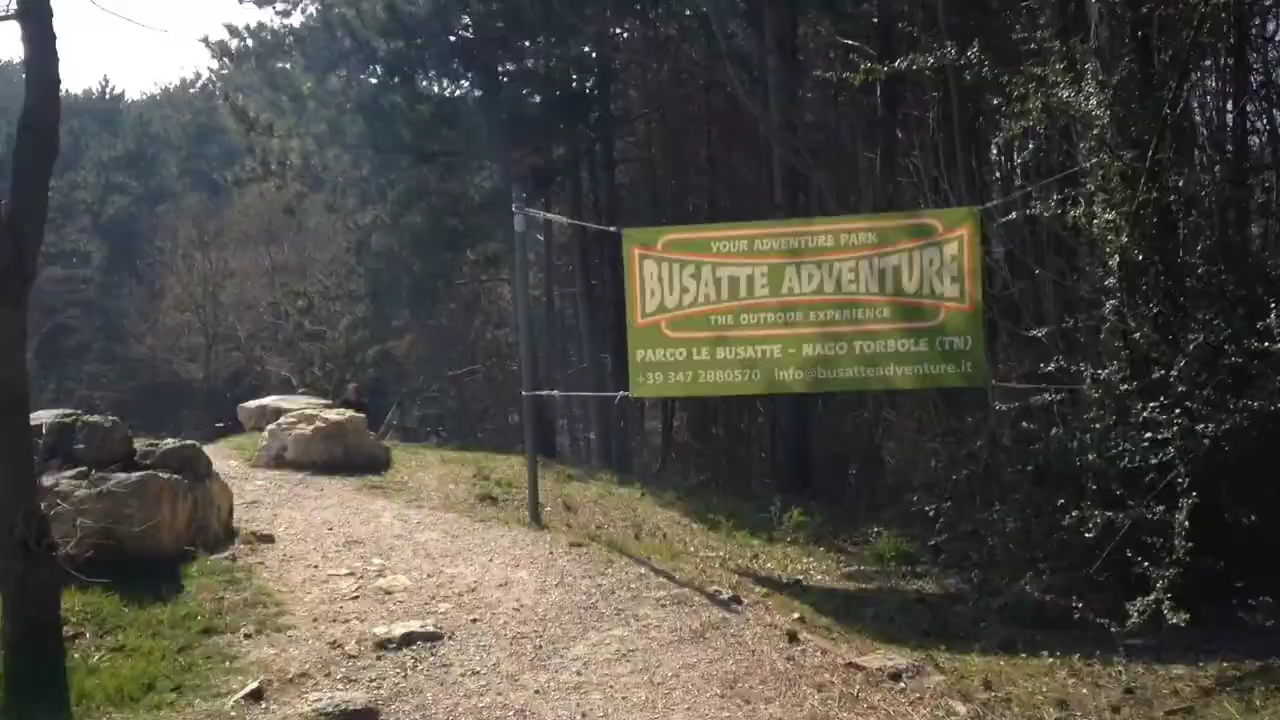 YOUR ADVENTURE PARK
BUSATTE ADVENTURE
THE OUTDOOR EXPERIENCE
PARCO LE BUSATTE - NAGO TORBOLE (TN)
+39 347 2880570 info@busatteadventure.it